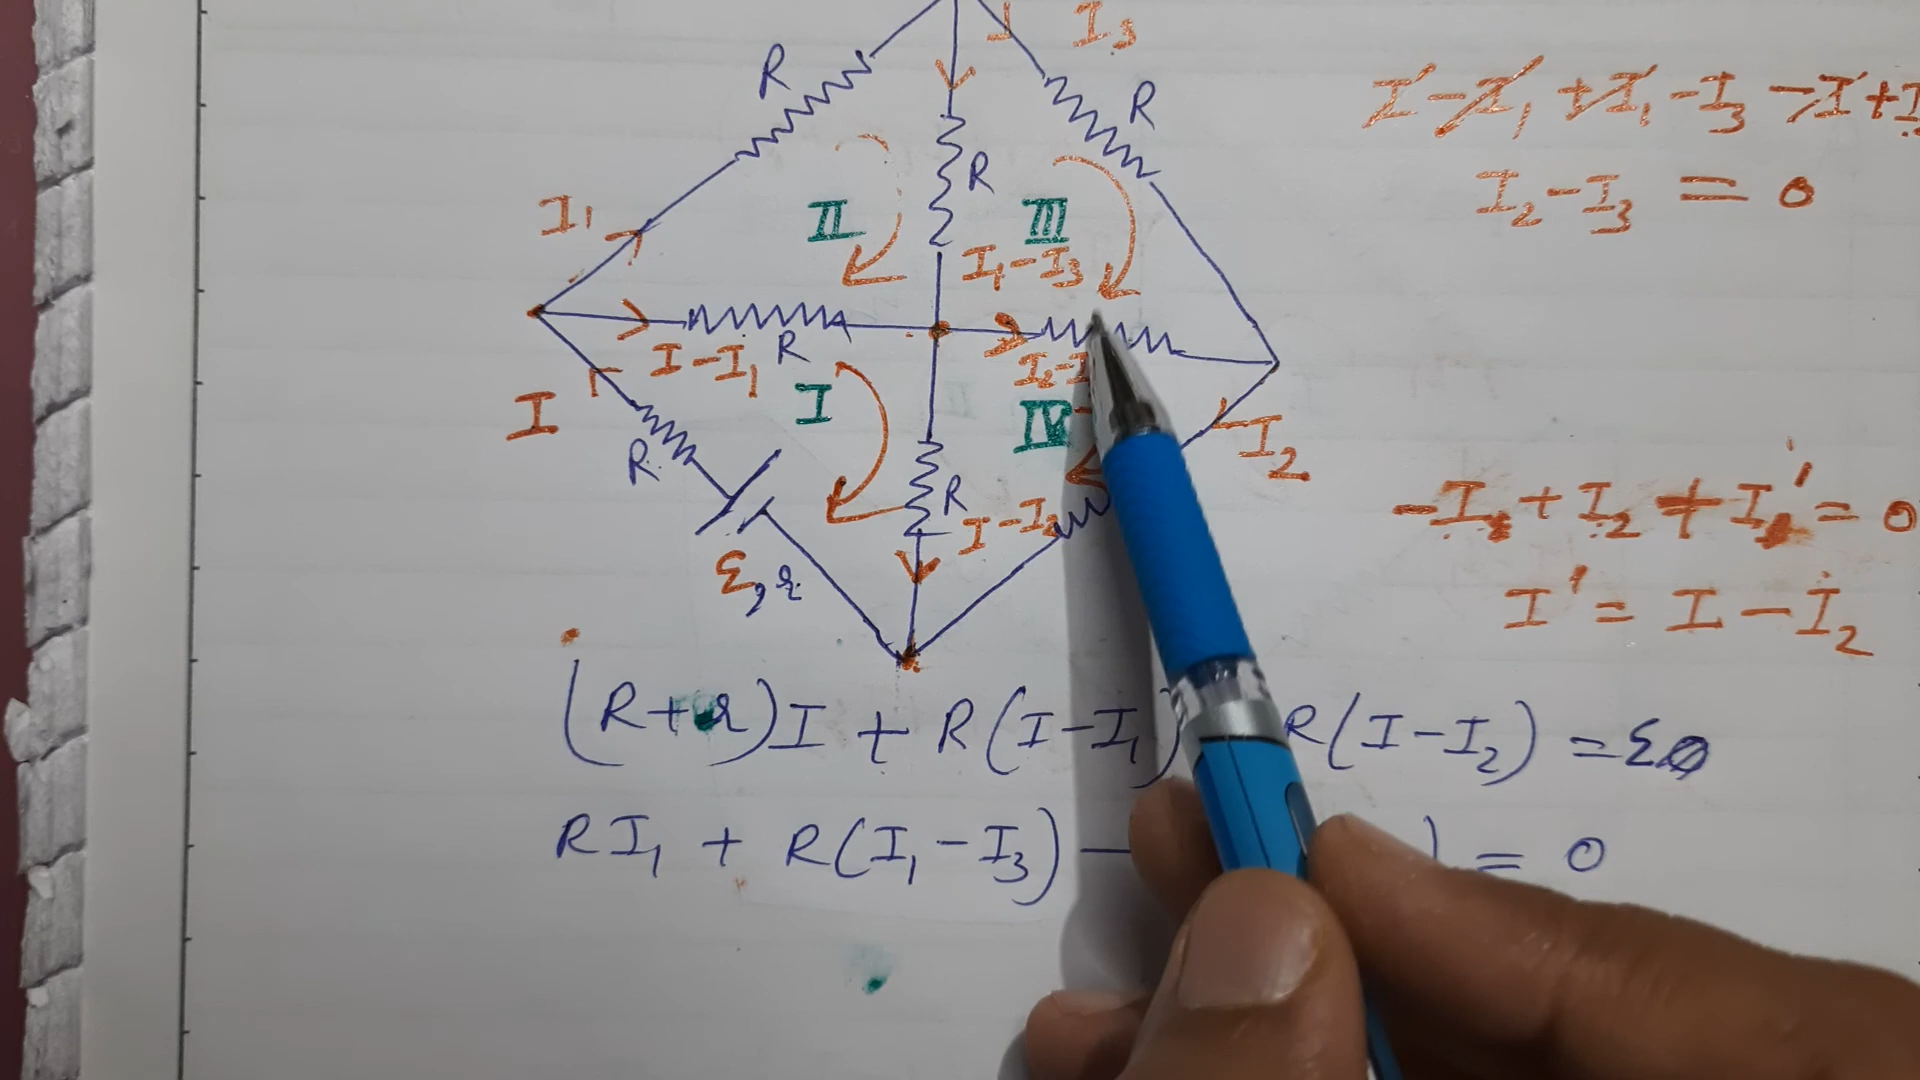 I₃
R
R
I - I₁ + I₁ - I₃ - I +
I₂ - I₃ = 0
R
I₁
II
III
I₁ - I₃
I - I₁
R
I₂ -
I
I
IV
I₂
R
R
I - I₂
-I + I₂ + I' = 0
I' = I - I₂
ε, r
(R + r)I + R(I - I₁) R(I - I₂) = ε
RI₁ + R(I₁ - I₃) - ) = 0